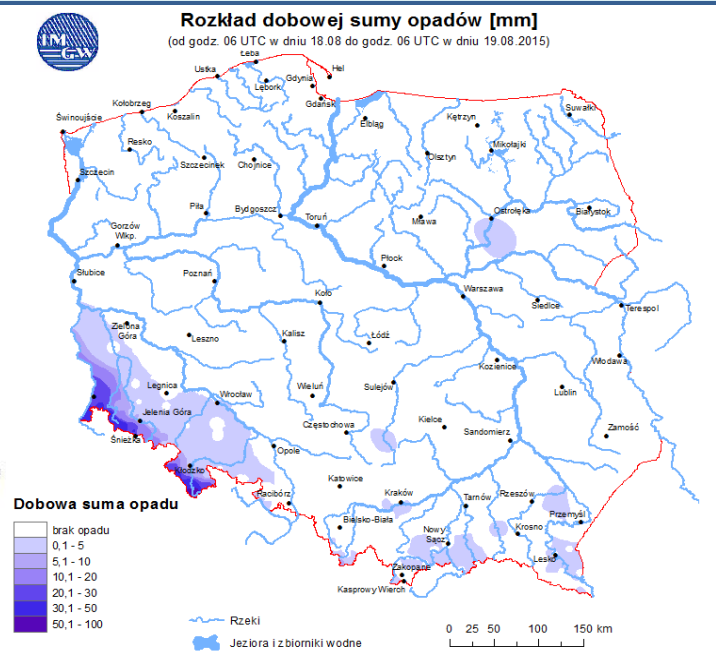 IM
GW
Rozkład dobowej sumy opadów [mm]
(od godz. 06 UTC w dniu 18.08 do godz. 06 UTC w dniu 19.08.2015)
Łeba
Ustka
Hel
Gdynia
Lębork
Gdańsk
Kołobrzeg
Koszalin
Świnoujście
Elbląg
Kętrzyn
Suwałki
Resko
Szczecinek
Chojnice
Olsztyn
Mikołajki
Szczecin
Piła
Bydgoszcz
Toruń
Mława
Ostrołęka
Białystok
Gorzów
Wlkp.
Płock
Słubice
Poznań
Koło
Warszawa
Siedlce
Terespol
Zielona
Góra
Leszno
Kalisz
Łódź
Kozienice
Włodawa
Legnica
Wrocław
Wieluń
Sulejów
Lublin
Jelenia Góra
Śnieżka
Częstochowa
Kielce
Sandomierz
Zamość
Opole
Kłodzko
Racibórz
Katowice
Kraków
Tarnów
Rzeszów
Przemyśl
Bielsko-Biała
Nowy
Sącz
Krosno
Lesko
Zakopane
Kasprowy Wierch
Dobowa suma opadu
brak opadu
0,1 - 5
5,1 - 10
10,1 - 20
20,1 - 30
30,1 - 50
50,1 - 100
Rzeki
Jeziora i zbiorniki wodne
0 25 50 100 150 km